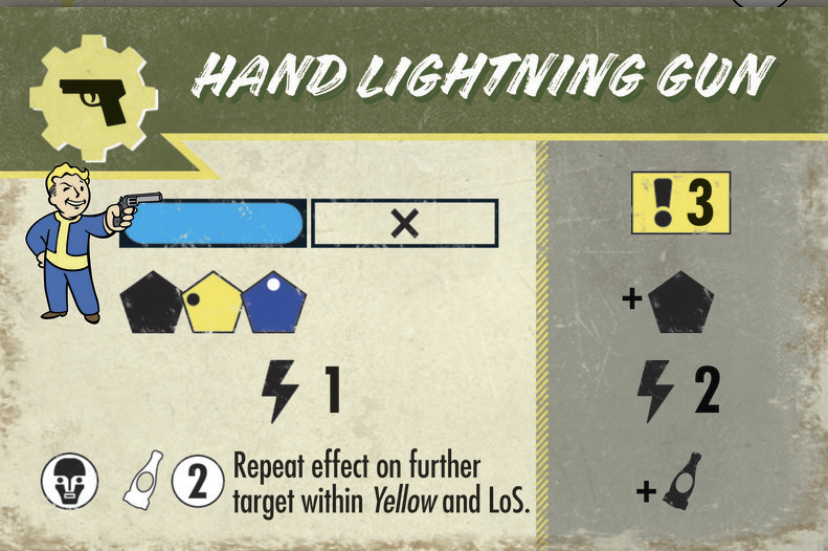 HAND LIGHTNING GUN
×
! 3
+
1
2
2 Repeat effect on further
target within Yellow and LoS.
+